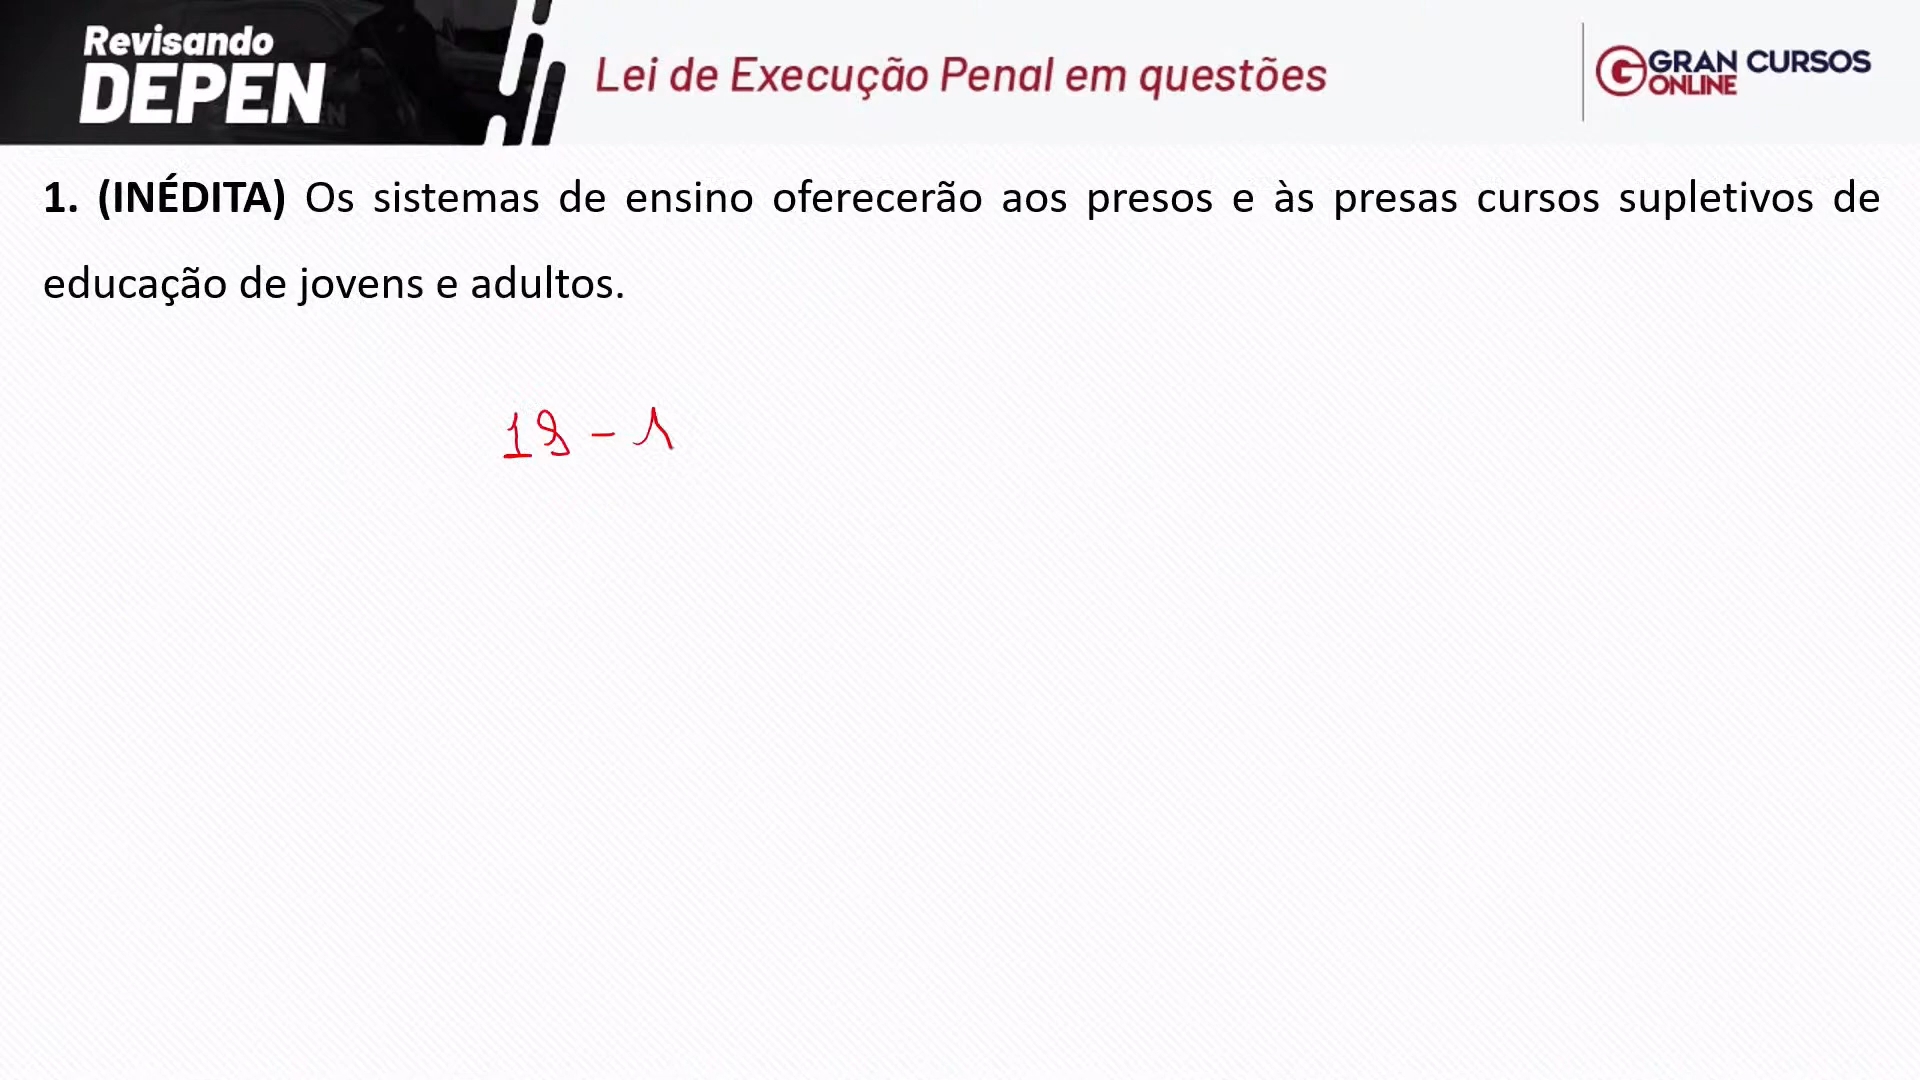 Revisando
DEPEN
Lei de Execução Penal em questões
GRAN CURSOS
ONLINE
1. (INÉDITA) Os sistemas de ensino oferecerão aos presos e às presas cursos supletivos de
educação de jovens e adultos.
18 - 1